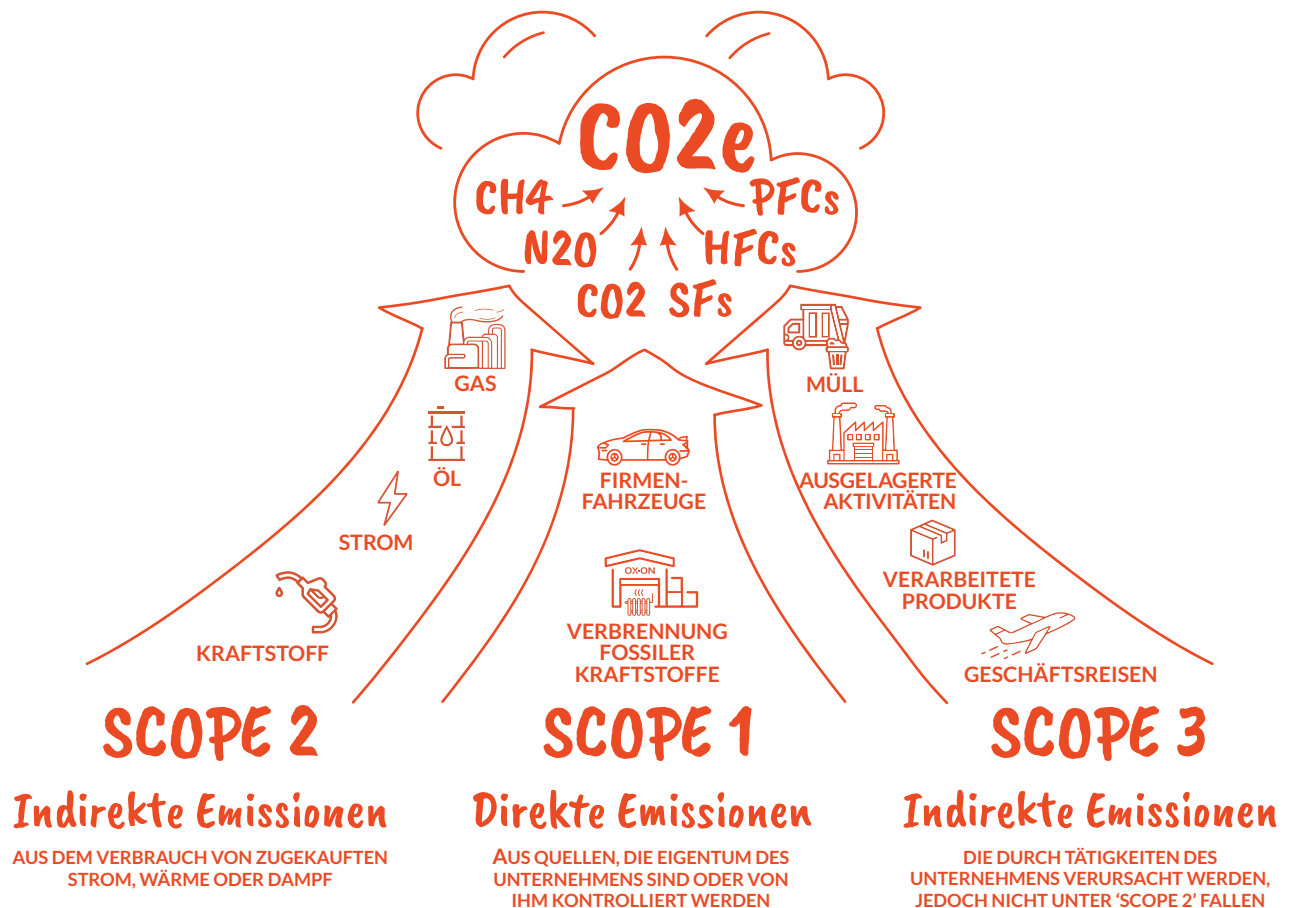 CO2e
CH4
PFCs
N2O
HFCs
CO2
SFs
GAS
ÖL
STROM
KRAFTSTOFF
FIRMEN-
FAHRZEUGE
OX-ON
VERBRENNUNG
FOSSILER
KRAFTSTOFFE
MÜLL
AUSGELAGERTE
AKTIVITÄTEN
VERARBEITETE
PRODUKTE
GESCHÄFTSREISEN
SCOPE 2
Indirekte Emissionen
AUS DEM VERBRAUCH VON ZUGEKAUFTEN
STROM, WÄRME ODER DAMPF
SCOPE 1
Direkte Emissionen
AUS QUELLEN, DIE EIGENTUM DES
UNTERNEHMENS SIND ODER VON
IHM KONTROLLIERT WERDEN
SCOPE 3
Indirekte Emissionen
DIE DURCH TÄTIGKEITEN DES
UNTERNEHMENS VERURSACHT WERDEN,
JEDOCH NICHT UNTER ‘SCOPE 2’ FALLEN